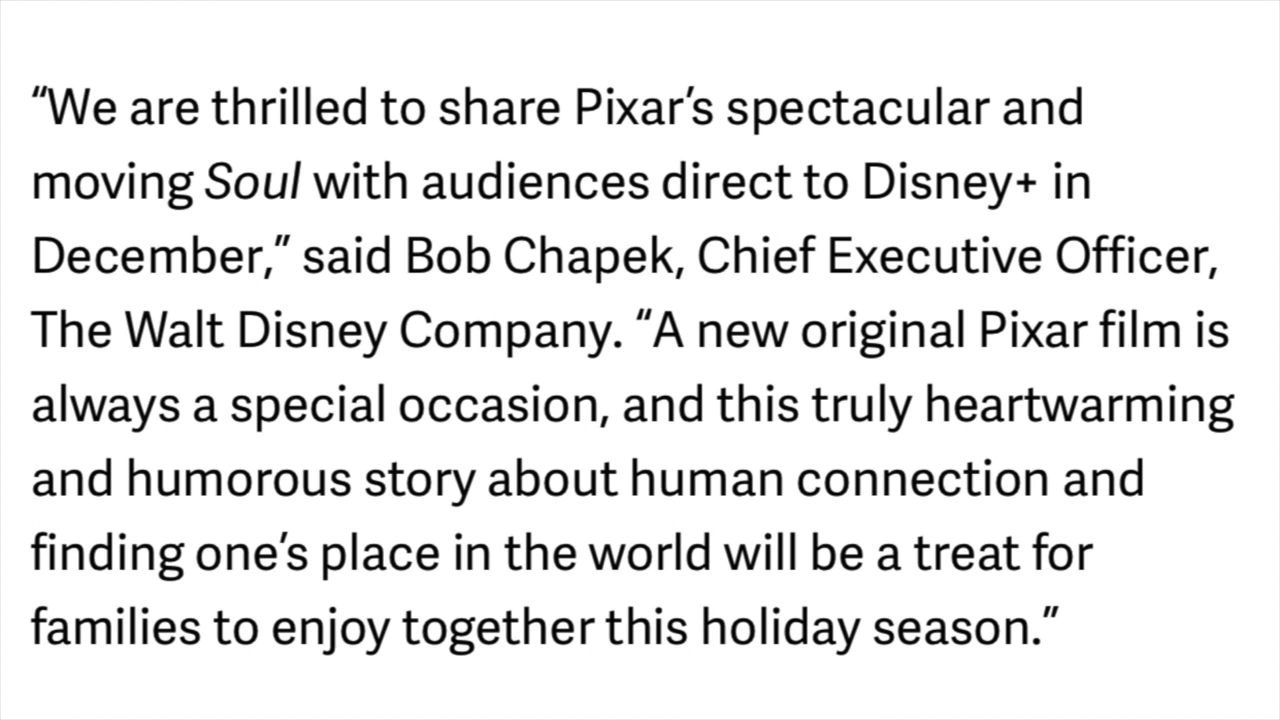 “We are thrilled to share Pixar’s spectacular and
moving Soul with audiences direct to Disney+ in
December,” said Bob Chapek, Chief Executive Officer,
The Walt Disney Company. “A new original Pixar film is
always a special occasion, and this truly heartwarming
and humorous story about human connection and
finding one’s place in the world will be a treat for
families to enjoy together this holiday season.”